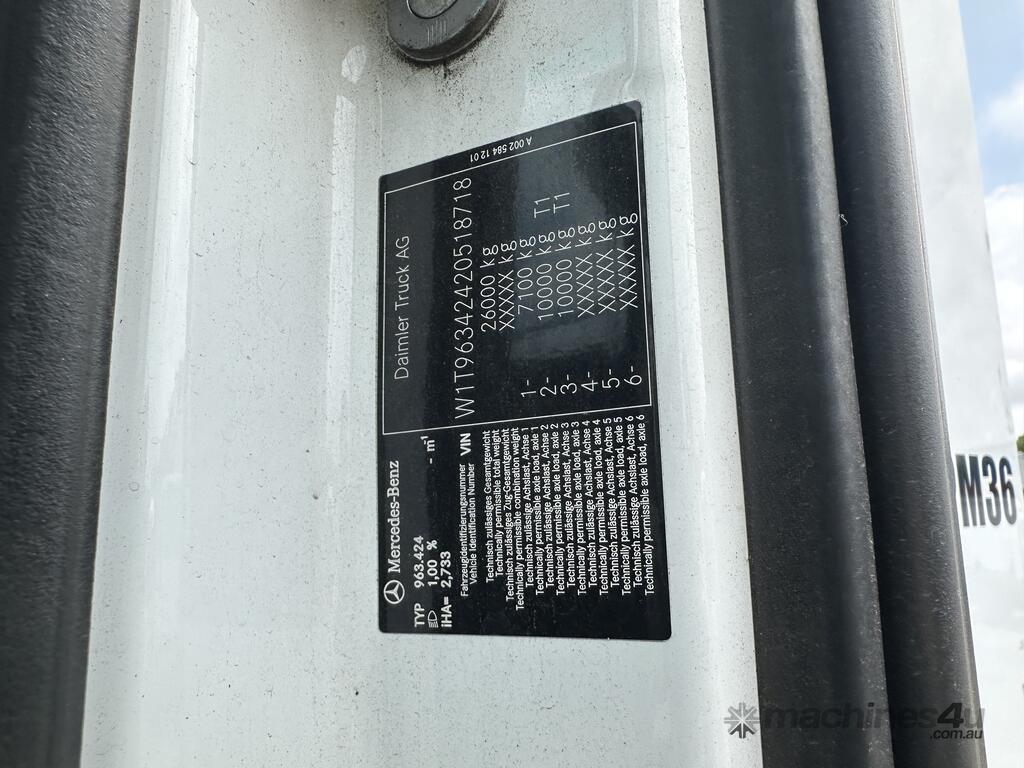 Mercedes-Benz
TYP 963.424
1,00 %
iHA= 2,733 - m⁻¹
Fahrzeugidentifizierungsnummer
Vehicle Identification Number VIN
Technisch zulässiges Gesamtgewicht
Technically permissible total weight
Technisch zulässiges Zug-Gesamtgewicht
Technically permissible combination weight
Technisch zulässige Achslast, Achse 1
Technically permissible axle load, axle 1
Technisch zulässige Achslast, Achse 2
Technically permissible axle load, axle 2
Technisch zulässige Achslast, Achse 3
Technically permissible axle load, axle 3
Technisch zulässige Achslast, Achse 4
Technically permissible axle load, axle 4
Technisch zulässige Achslast, Achse 5
Technically permissible axle load, axle 5
Technisch zulässige Achslast, Achse 6
Technically permissible axle load, axle 6
Daimler Truck AG
W1T96342420518718
26000 kg
XXXXX kg
1- 7100 kg
2- 10000 kg T1
3- 10000 kg T1
4- XXXXX kg
5- XXXXX kg
6- XXXXX kg
A 002 584 12 01
M36
machines4u
.com.au